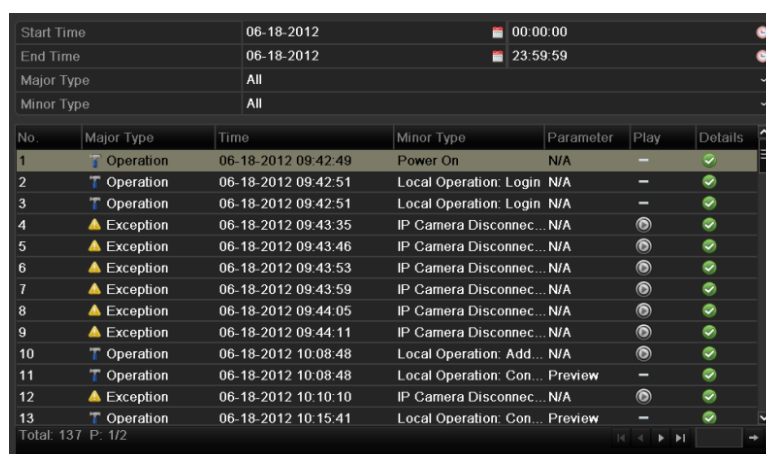 Start Time 06-18-2012 00:00:00
End Time 06-18-2012 23:59:59
Major Type All
Minor Type All
No. Major Type Time Minor Type Parameter Play Details
1 Operation 06-18-2012 09:42:49 Power On N/A –
2 Operation 06-18-2012 09:42:51 Local Operation: Login N/A –
3 Operation 06-18-2012 09:42:51 Local Operation: Login N/A –
4 Exception 06-18-2012 09:43:35 IP Camera Disconnec... N/A
5 Exception 06-18-2012 09:43:46 IP Camera Disconnec... N/A
6 Exception 06-18-2012 09:43:53 IP Camera Disconnec... N/A
7 Exception 06-18-2012 09:43:59 IP Camera Disconnec... N/A
8 Exception 06-18-2012 09:44:05 IP Camera Disconnec... N/A
9 Exception 06-18-2012 09:44:11 IP Camera Disconnec... N/A
10 Operation 06-18-2012 10:08:48 Local Operation: Add... N/A
11 Operation 06-18-2012 10:08:48 Local Operation: Con... Preview –
12 Exception 06-18-2012 10:10:10 IP Camera Disconnec... N/A
13 Operation 06-18-2012 10:15:41 Local Operation: Con... Preview –
Total: 137 P: 1/2